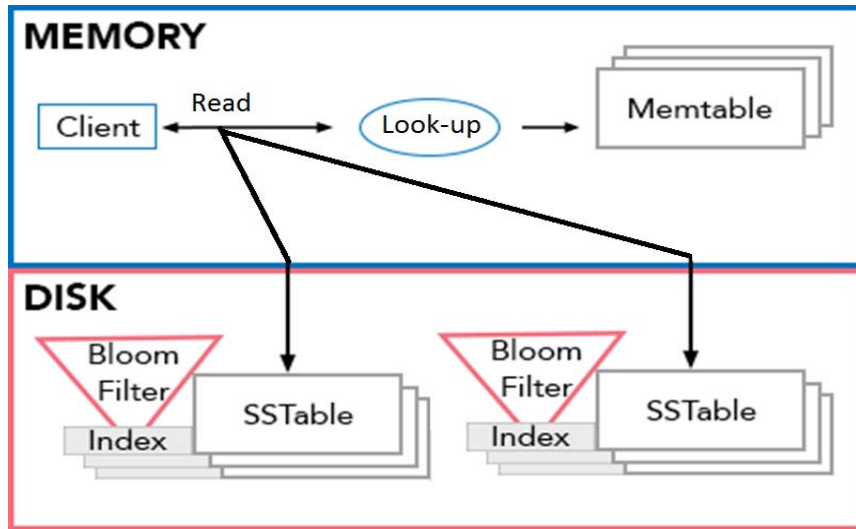 MEMORY
Read
Client
Look-up
Memtable
DISK
Bloom
Filter
Index
SSTable
Bloom
Filter
Index
SSTable